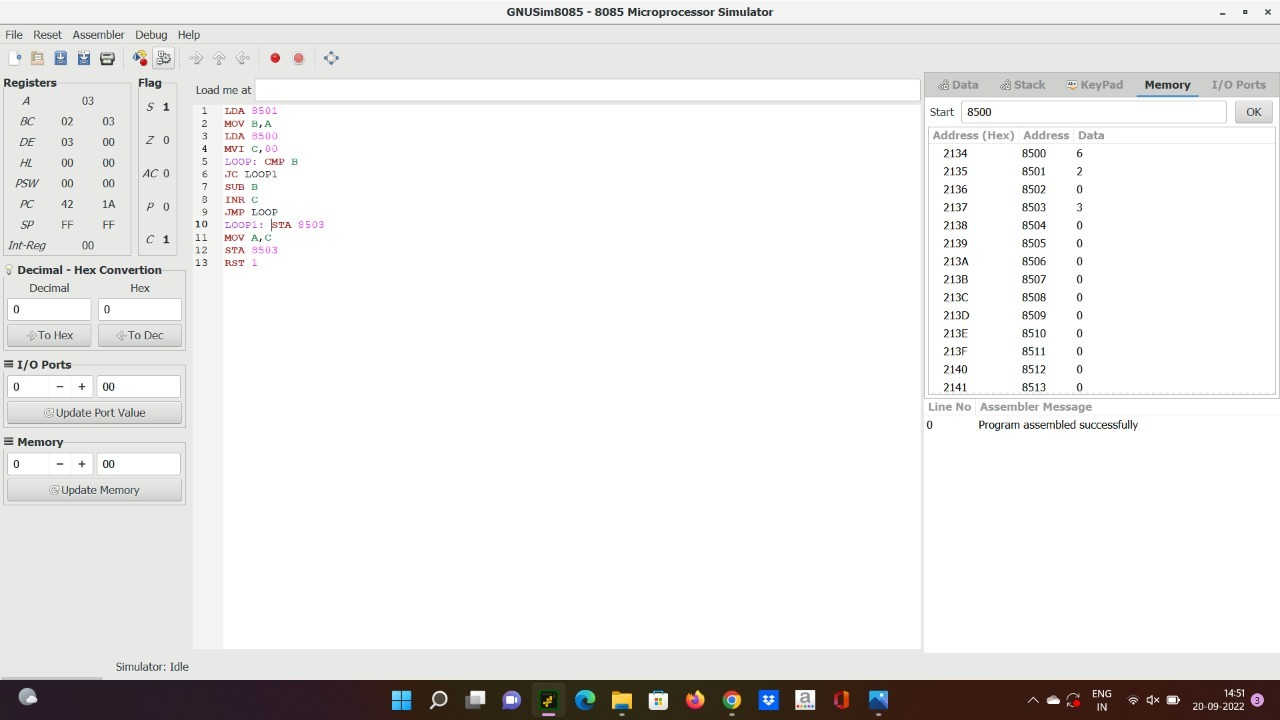 GNUSim8085 - 8085 Microprocessor Simulator
File Reset Assembler Debug Help
Registers
A 03
BC 02 03
DE 03 00
HL 00 00
PSW 00 00
PC 42 1A
SP FF FF
Int-Reg 00
Flag
S 1
Z 0
AC 0
P 0
C 1
Decimal - Hex Convertion
Decimal Hex
0 0
To Hex To Dec
I/O Ports
0 − + 00
Update Port Value
Memory
0 − + 00
Update Memory
Load me at
1 LDA 8501
2 MOV B,A
3 LDA 8500
4 MVI C,00
5 LOOP: CMP B
6 JC LOOP1
7 SUB B
8 INR C
9 JMP LOOP
10 LOOP1: STA 8503
11 MOV A,C
12 STA 8503
13 RST 1
Data Stack KeyPad Memory I/O Ports
Start 8500 OK
Address (Hex) Address Data
2134 8500 6
2135 8501 2
2136 8502 0
2137 8503 3
2138 8504 0
2139 8505 0
213A 8506 0
213B 8507 0
213C 8508 0
213D 8509 0
213E 8510 0
213F 8511 0
2140 8512 0
2141 8513 0
Line No Assembler Message
0 Program assembled successfully
Simulator: Idle
ENG 14:51
IN 20-09-2022 3